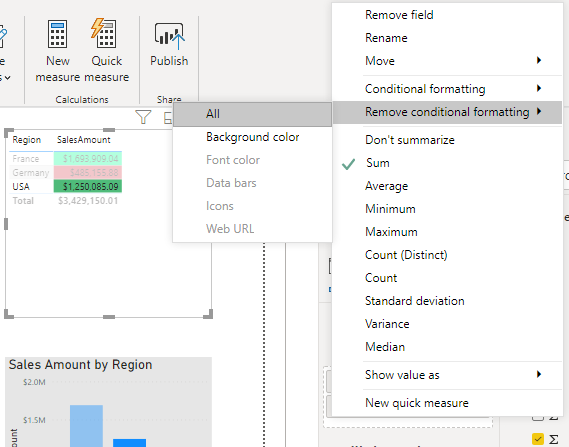 New measure
Quick measure
Publish
Calculations
Share
Region SalesAmount
France $1,693,909.04
Germany $485,155.88
USA $1,250,085.09
Total $3,429,150.01
Sales Amount by Region
$2.0M
$1.5M
All
Background color
Font color
Data bars
Icons
Web URL
Remove field
Rename
Move
Conditional formatting
Remove conditional formatting
Don't summarize
Sum
Average
Minimum
Maximum
Count (Distinct)
Count
Standard deviation
Variance
Median
Show value as
New quick measure
Σ
Σ